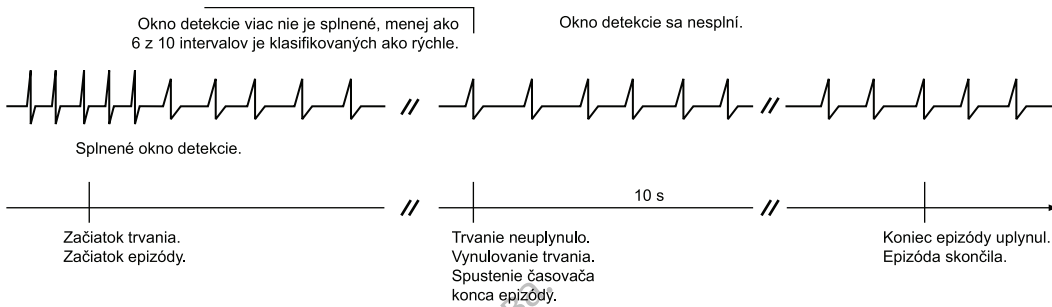 Okno detekcie viac nie je splnené, menej ako
6 z 10 intervalov je klasifikovaných ako rýchle.
Okno detekcie sa nesplní.
Splnené okno detekcie.
10 s
Začiatok trvania.
Začiatok epizódy.
Trvanie neuplynulo.
Vynulovanie trvania.
Spustenie časovača
konca epizódy.
Koniec epizódy uplynul.
Epizóda skončila.